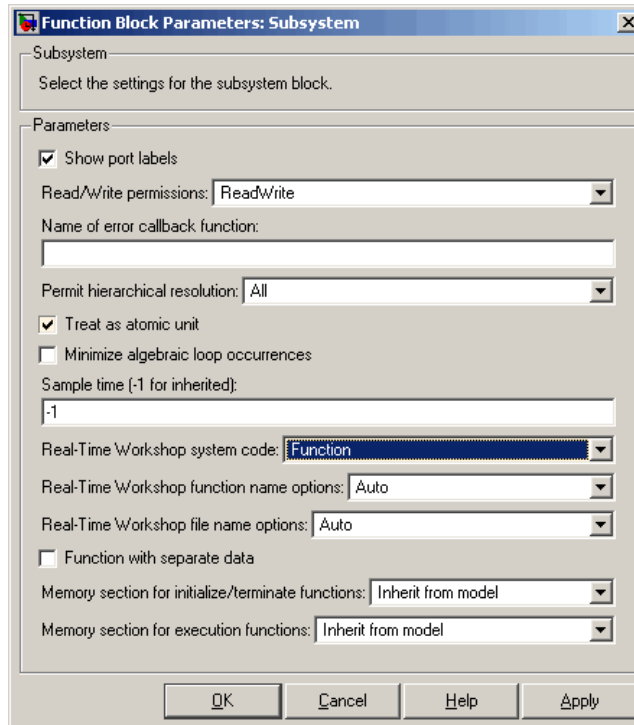 Function Block Parameters: Subsystem
Subsystem
Select the settings for the subsystem block.
Parameters
Show port labels
Read/Write permissions: ReadWrite
Name of error callback function:
Permit hierarchical resolution: All
Treat as atomic unit
Minimize algebraic loop occurrences
Sample time (-1 for inherited):
-1
Real-Time Workshop system code: Function
Real-Time Workshop function name options: Auto
Real-Time Workshop file name options: Auto
Function with separate data
Memory section for initialize/terminate functions: Inherit from model
Memory section for execution functions: Inherit from model
OK Cancel Help Apply